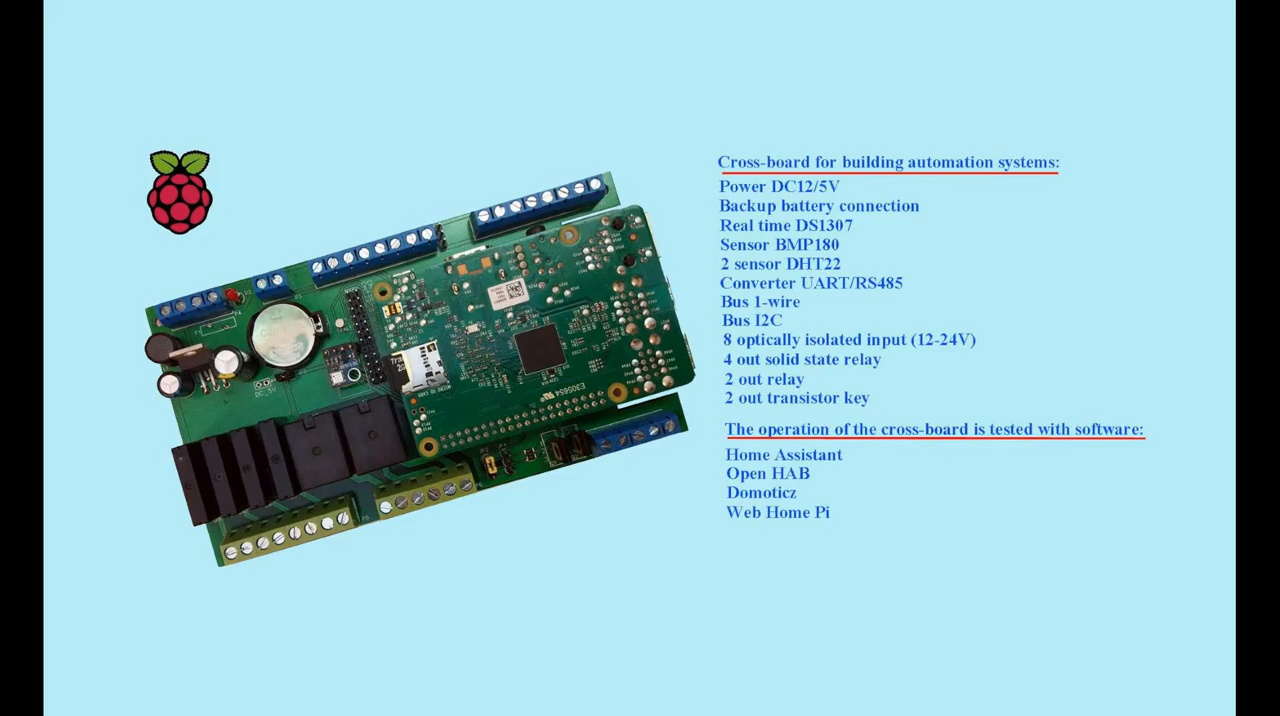 Cross-board for building automation systems:
Power DC12/5V
Backup battery connection
Real time DS1307
Sensor BMP180
2 sensor DHT22
Converter UART/RS485
Bus 1-wire
Bus I2C
8 optically isolated input (12-24V)
4 out solid state relay
2 out relay
2 out transistor key
The operation of the cross-board is tested with software:
Home Assistant
Open HAB
Domoticz
Web Home Pi
E305654